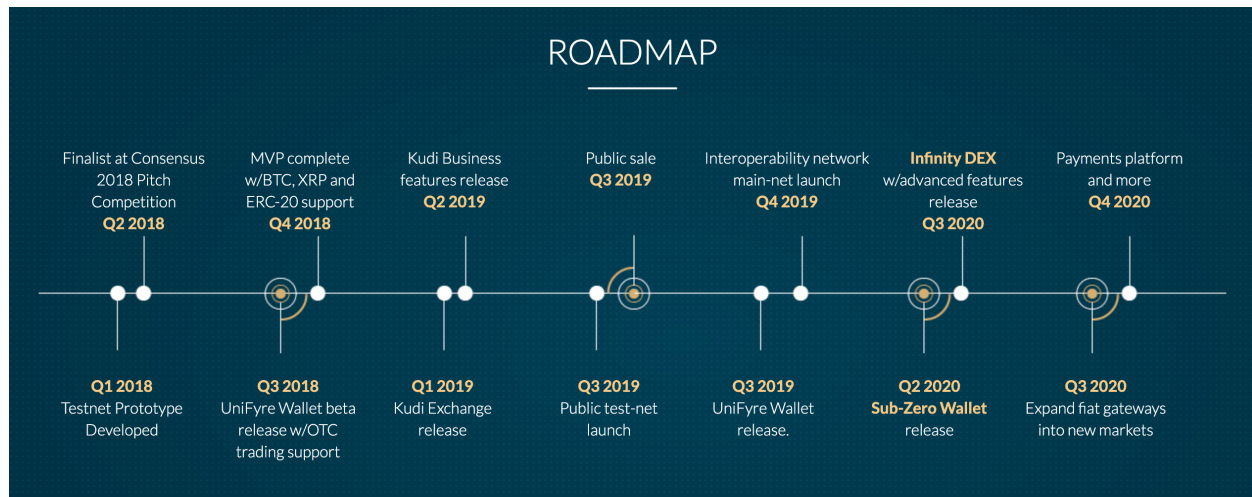 ROADMAP
Finalist at Consensus
2018 Pitch
Competition
Q2 2018
MVP complete
w/BTC, XRP and
ERC-20 support
Q4 2018
Kudi Business
features release
Q2 2019
Public sale
Q3 2019
Interoperability network
main-net launch
Q4 2019
Infinity DEX
w/advanced features
release
Q3 2020
Payments platform
and more
Q4 2020
Q1 2018
Testnet Prototype
Developed
Q3 2018
UniFyre Wallet beta
release w/OTC
trading support
Q1 2019
Kudi Exchange
release
Q3 2019
Public test-net
launch
Q3 2019
UniFyre Wallet
release.
Q2 2020
Sub-Zero Wallet
release
Q3 2020
Expand fiat gateways
into new markets